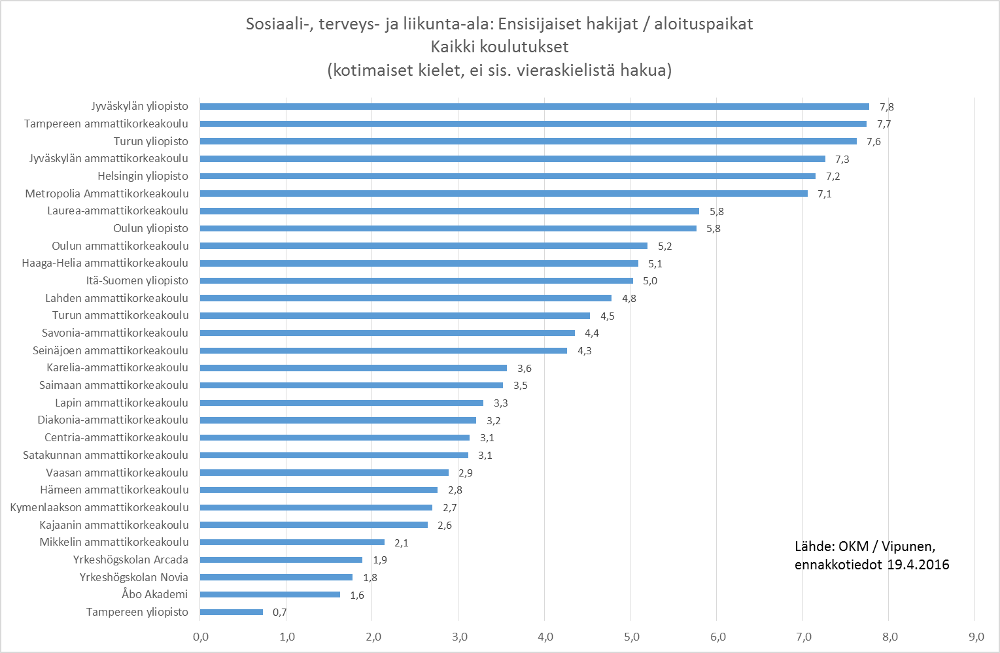 Sosiaali-, terveys- ja liikunta-ala: Ensisijaiset hakijat / aloituspaikat
Kaikki koulutukset
(kotimaiset kielet, ei sis. vieraskielistä hakua)
Jyväskylän yliopisto 7,8
Tampereen ammattikorkeakoulu 7,7
Turun yliopisto 7,6
Jyväskylän ammattikorkeakoulu 7,3
Helsingin yliopisto 7,2
Metropolia Ammattikorkeakoulu 7,1
Laurea-ammattikorkeakoulu 5,8
Oulun yliopisto 5,8
Oulun ammattikorkeakoulu 5,2
Haaga-Helia ammattikorkeakoulu 5,1
Itä-Suomen yliopisto 5,0
Lahden ammattikorkeakoulu 4,8
Turun ammattikorkeakoulu 4,5
Savonia-ammattikorkeakoulu 4,4
Seinäjoen ammattikorkeakoulu 4,3
Karelia-ammattikorkeakoulu 3,6
Saimaan ammattikorkeakoulu 3,5
Lapin ammattikorkeakoulu 3,3
Diakonia-ammattikorkeakoulu 3,2
Centria-ammattikorkeakoulu 3,1
Satakunnan ammattikorkeakoulu 3,1
Vaasan ammattikorkeakoulu 2,9
Hämeen ammattikorkeakoulu 2,8
Kymenlaakson ammattikorkeakoulu 2,7
Kajaanin ammattikorkeakoulu 2,6
Mikkelin ammattikorkeakoulu 2,1
Yrkeshögskolan Arcada 1,9
Yrkeshögskolan Novia 1,8
Åbo Akademi 1,6
Tampereen yliopisto 0,7
Lähde: OKM / Vipunen,
ennakkotiedot 19.4.2016
0,0 1,0 2,0 3,0 4,0 5,0 6,0 7,0 8,0 9,0